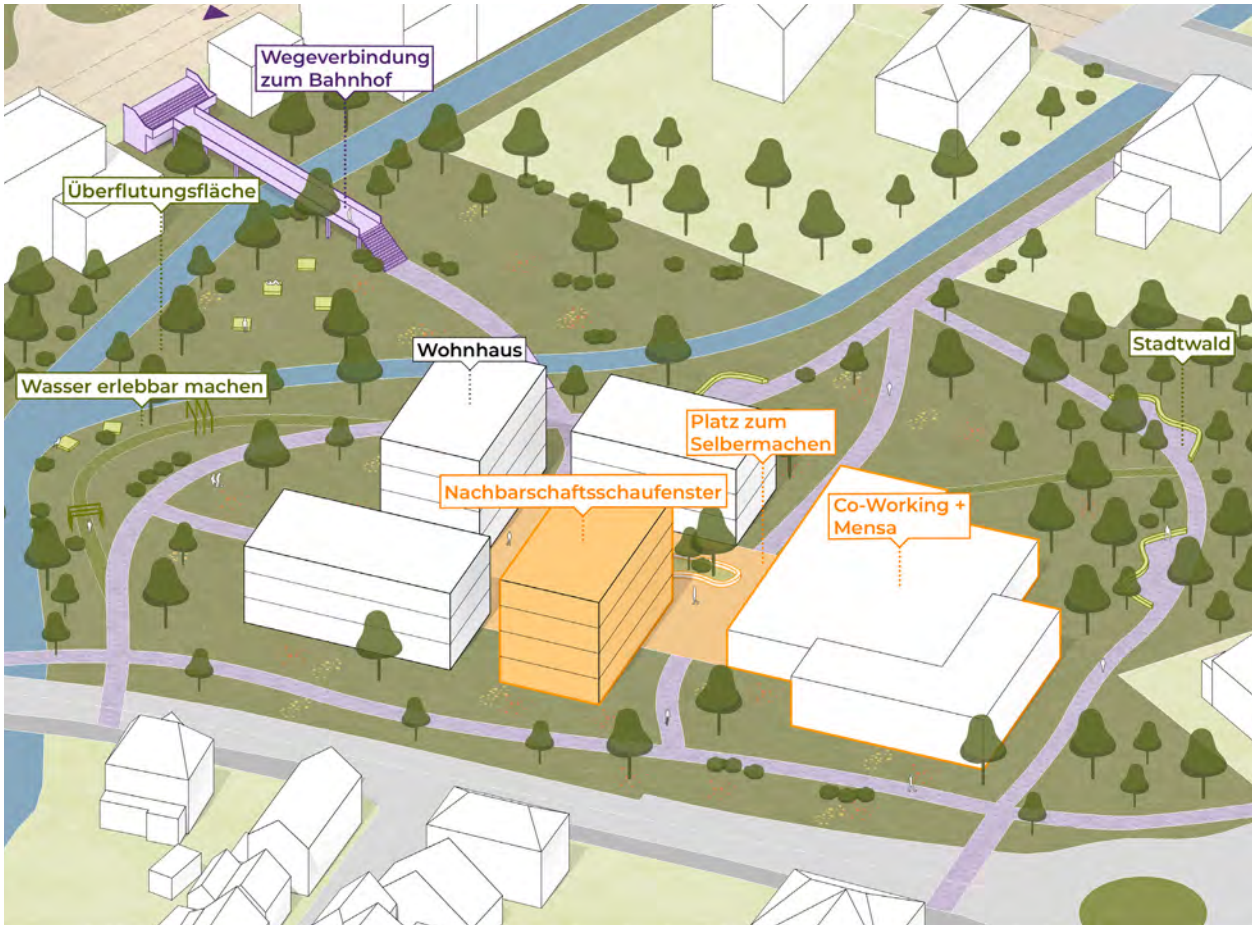 Wegeverbindung
zum Bahnhof
Überflutungsfläche
Wohnhaus
Stadtwald
Wasser erlebbar machen
Platz zum
Selbermachen
Nachbarschaftsschaufenster
Co-Working +
Mensa